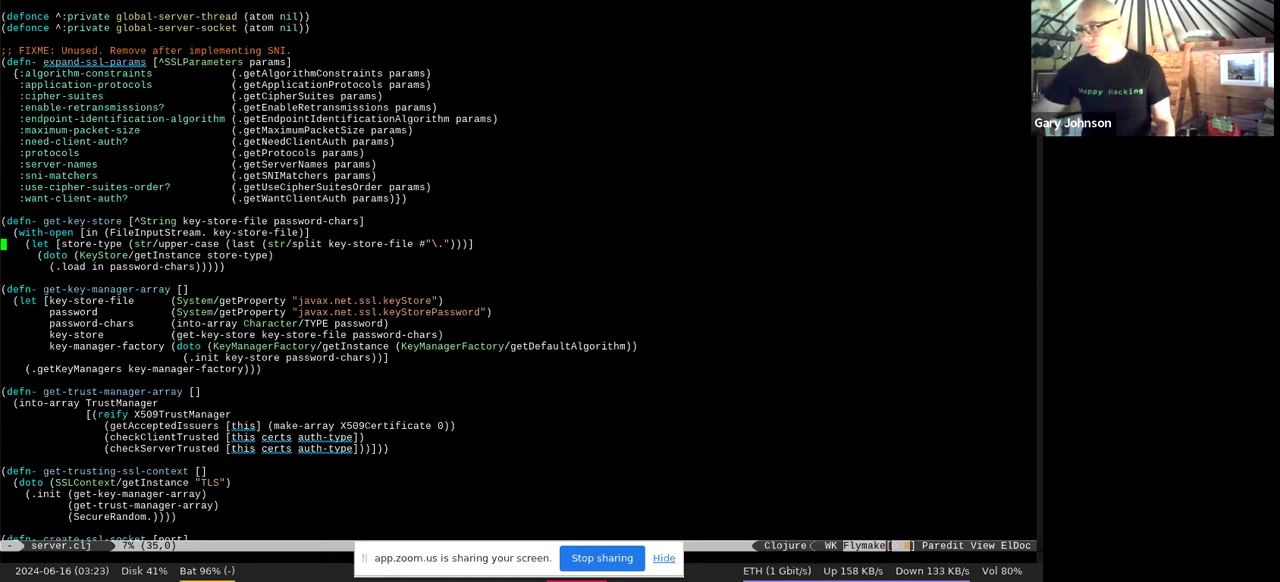 (defonce ^:private global-server-thread (atom nil))
(defonce ^:private global-server-socket (atom nil))
;; FIXME: Unused. Remove after implementing SNI.
(defn- expand-ssl-params [^SSLParameters params]
{:algorithm-constraints (.getAlgorithmConstraints params)
:application-protocols (.getApplicationProtocols params)
:cipher-suites (.getCipherSuites params)
:enable-retransmissions? (.getEnableRetransmissions params)
:endpoint-identification-algorithm (.getEndpointIdentificationAlgorithm params)
:maximum-packet-size (.getMaximumPacketSize params)
:need-client-auth? (.getNeedClientAuth params)
:protocols (.getProtocols params)
:server-names (.getServerNames params)
:sni-matchers (.getSNIMatchers params)
:use-cipher-suites-order? (.getUseCipherSuitesOrder params)
:want-client-auth? (.getWantClientAuth params)})
(defn- get-key-store [^String key-store-file password-chars]
(with-open [in (FileInputStream. key-store-file)]
(let [store-type (str/upper-case (last (str/split key-store-file #"\.")))]
(doto (KeyStore/getInstance store-type)
(.load in password-chars)))))
(defn- get-key-manager-array []
(let [key-store-file (System/getProperty "javax.net.ssl.keyStore")
password (System/getProperty "javax.net.ssl.keyStorePassword")
password-chars (into-array Character/TYPE password)
key-store (get-key-store key-store-file password-chars)
key-manager-factory (doto (KeyManagerFactory/getInstance (KeyManagerFactory/getDefaultAlgorithm))
(.init key-store password-chars))]
(.getKeyManagers key-manager-factory)))
(defn- get-trust-manager-array []
(into-array TrustManager
[(reify X509TrustManager
(getAcceptedIssuers [this] (make-array X509Certificate 0))
(checkClientTrusted [this certs auth-type])
(checkServerTrusted [this certs auth-type]))]))
(defn- get-trusting-ssl-context []
(doto (SSLContext/getInstance "TLS")
(.init (get-key-manager-array)
(get-trust-manager-array)
(SecureRandom.))))
(defn- create-ssl-socket [port]
- server.clj 7% (35,0) Clojure WK Flymake[ 8] Paredit View ElDoc
app.zoom.us is sharing your screen. Stop sharing Hide
2024-06-16 (03:23) Disk 41% Bat 96% (-) ETH (1 Gbit/s) Up 158 KB/s Down 133 KB/s Vol 80%
Happy Hacking
Gary Johnson